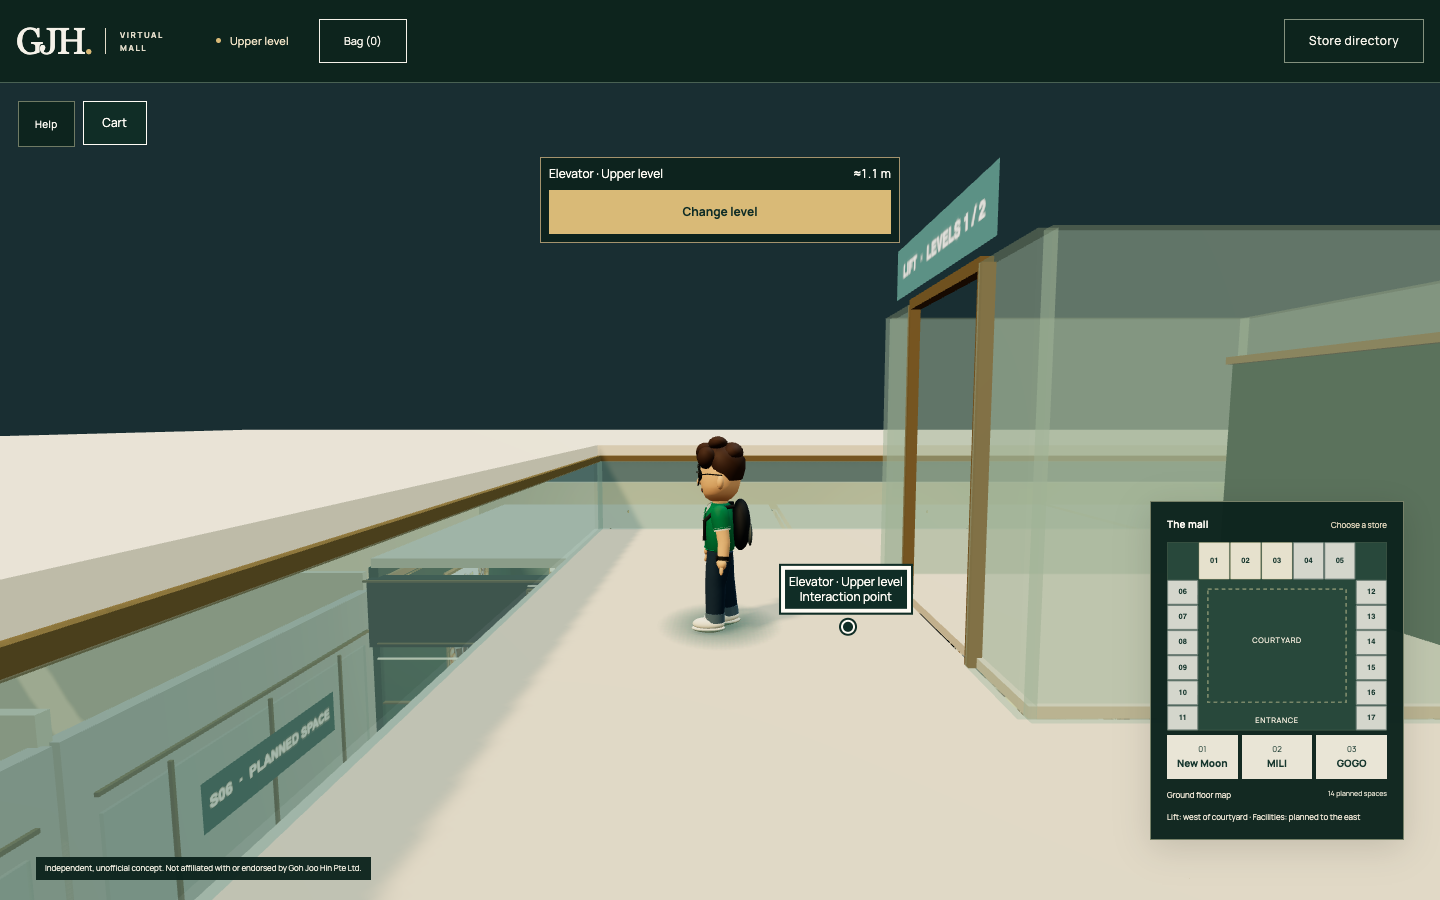 GJH.
VIRTUAL
MALL
Upper level
Bag (0)
Store directory
Help
Cart
Elevator · Upper level
≈1.1 m
Change level
LIFT · LEVELS 1 / 2
Elevator · Upper level
Interaction point
S06 - PLANNED SPACE
The mall
Choose a store
01 02 03 04 05
06 12
07 13
08 COURTYARD 14
09 15
10 16
11 ENTRANCE 17
01
New Moon
02
MILI
03
GOGO
Ground floor map
14 planned spaces
Lift: west of courtyard · Facilities: planned to the east
Independent, unofficial concept. Not affiliated with or endorsed by Goh Joo Hin Pte Ltd.